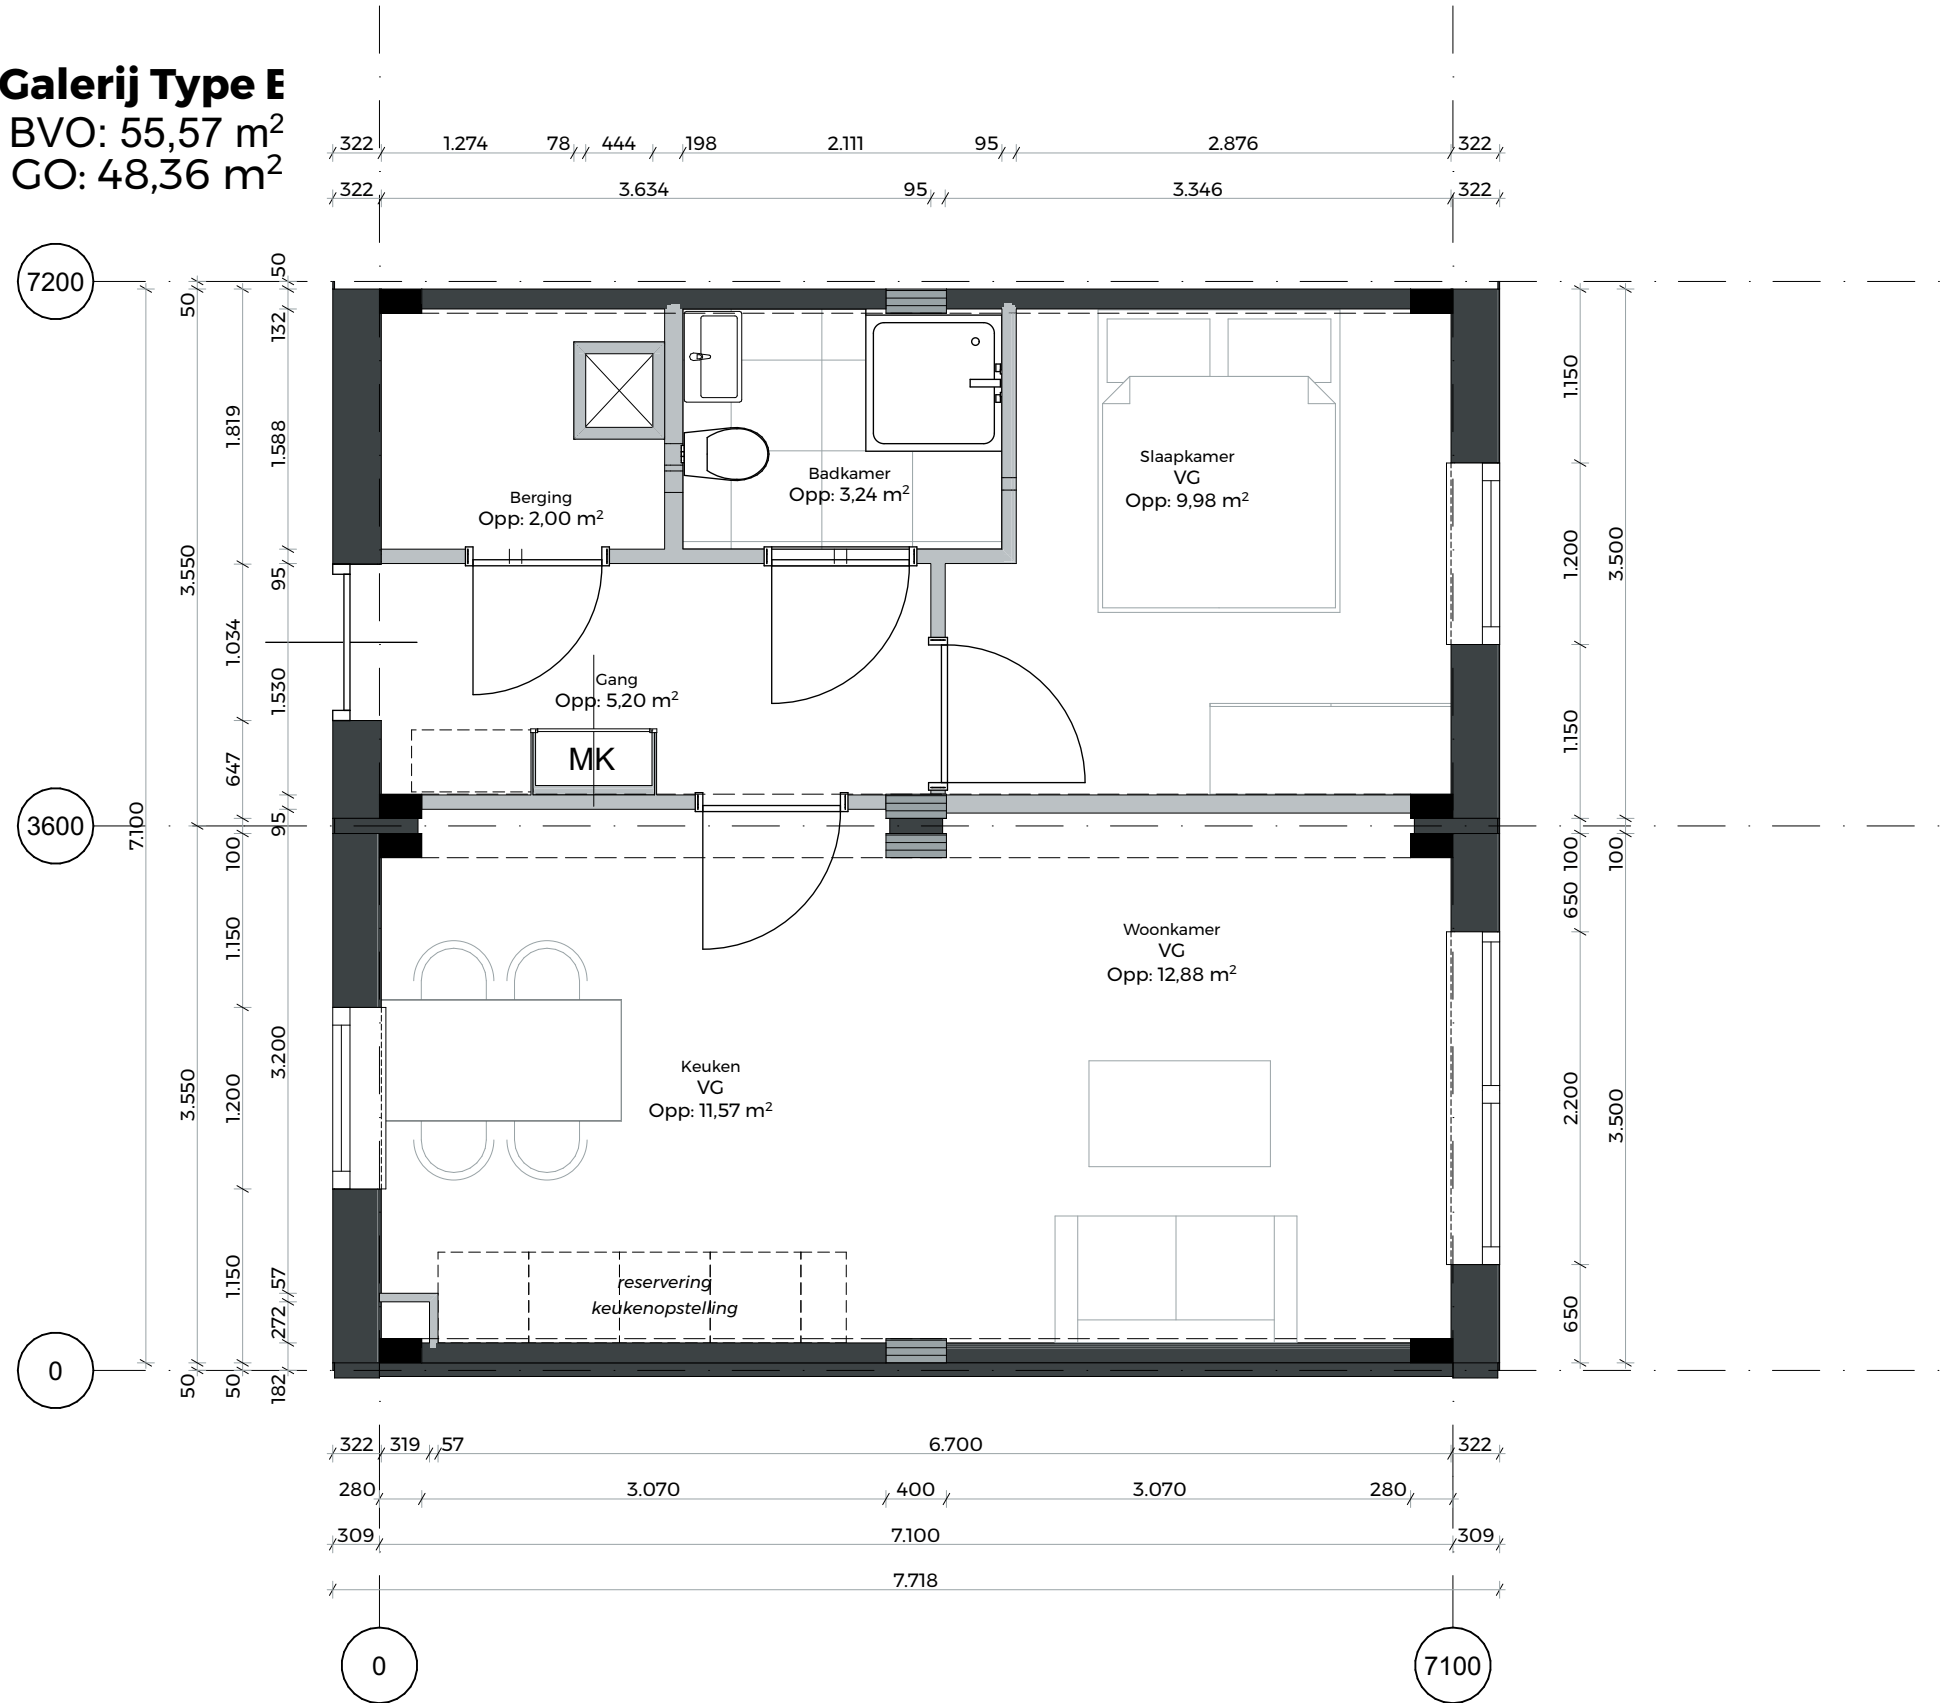 Galerij Type E
BVO: 55,57 m²
GO: 48,36 m²
322 1.274 78 444 198 2.111 95 2.876 322
322 3.634 95 3.346 322
7200
3600
0
7.100
50
3.550
3.550
50
1.819
1.034
647
100
1.150
1.200
1.150
50
50
132
1.588
95
1.530
95
3.200
57
272
182
Berging
Opp: 2,00 m²
Badkamer
Opp: 3,24 m²
Slaapkamer
VG
Opp: 9,98 m²
Gang
Opp: 5,20 m²
MK
Woonkamer
VG
Opp: 12,88 m²
Keuken
VG
Opp: 11,57 m²
reservering
keukenopstelling
1.150
1.200
1.150
100
650
2.200
650
3.500
100
3.500
322 319 57 6.700 322
280 3.070 400 3.070 280
309 7.100 309
7.718
0
7100